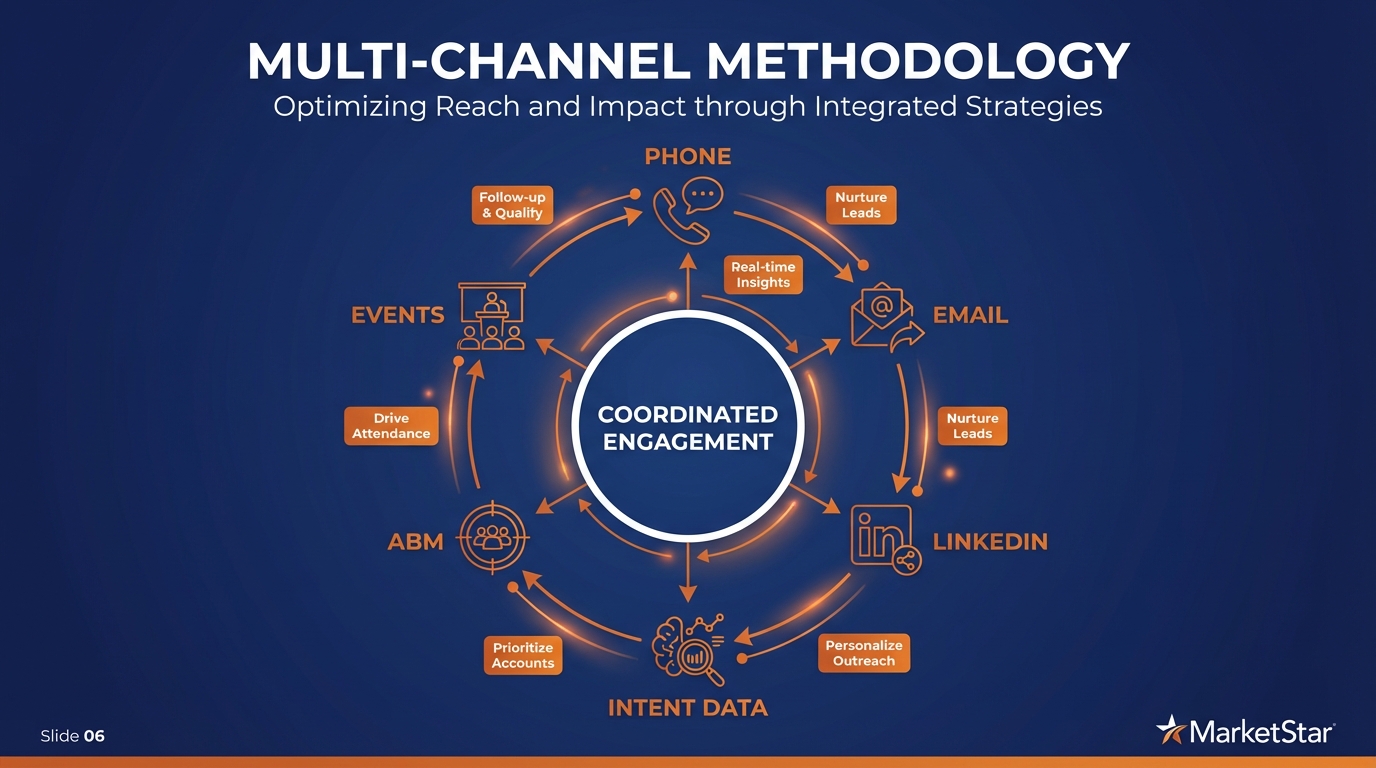 MULTI-CHANNEL METHODOLOGY
Optimizing Reach and Impact through Integrated Strategies
PHONE
Follow-up
& Qualify
Nurture
Leads
Real-time
Insights
EVENTS
@
EMAIL
COORDINATED
ENGAGEMENT
Drive
Attendance
Nurture
Leads
ABM
in
LINKEDIN
Prioritize
Accounts
Personalize
Outreach
INTENT DATA
Slide 06
MarketStar